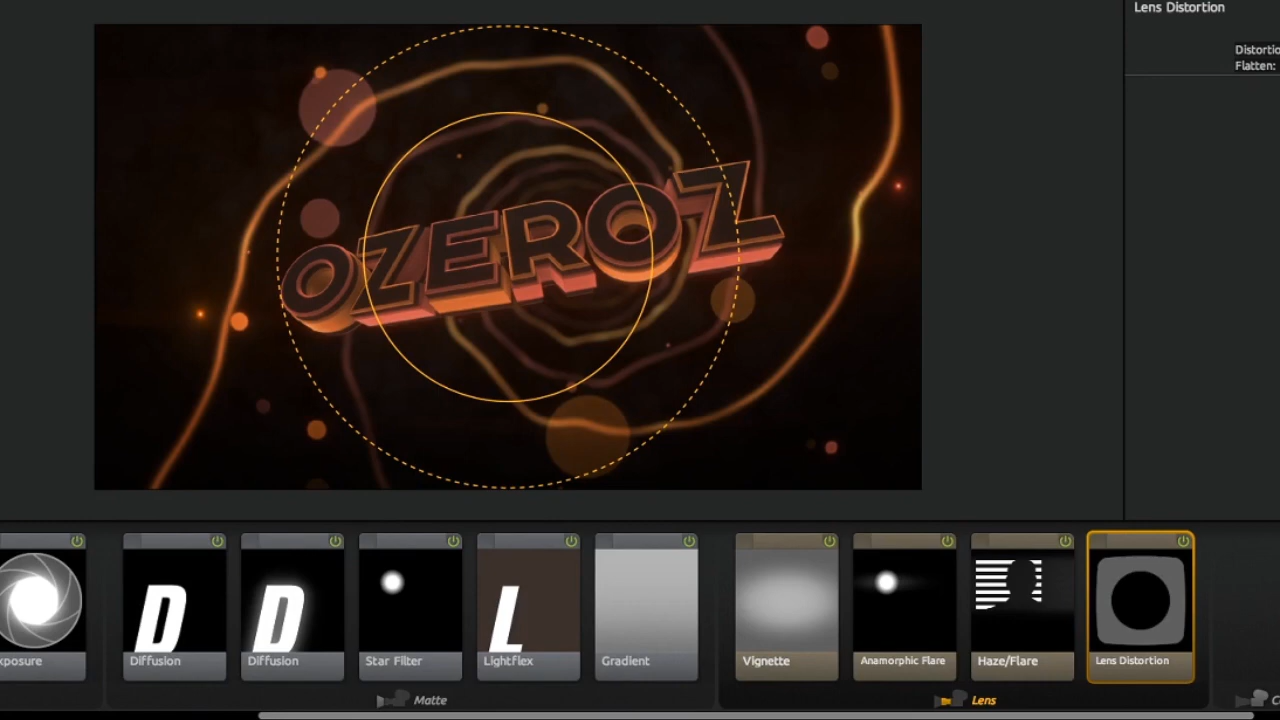 Lens Distortion
Distortio
Flatten:
OZEROZ
D
D
L
xposure
Diffusion
Diffusion
Star Filter
Lightflex
Gradient
Vignette
Anamorphic Flare
Haze/Flare
Lens Distortion
Matte
Lens
C